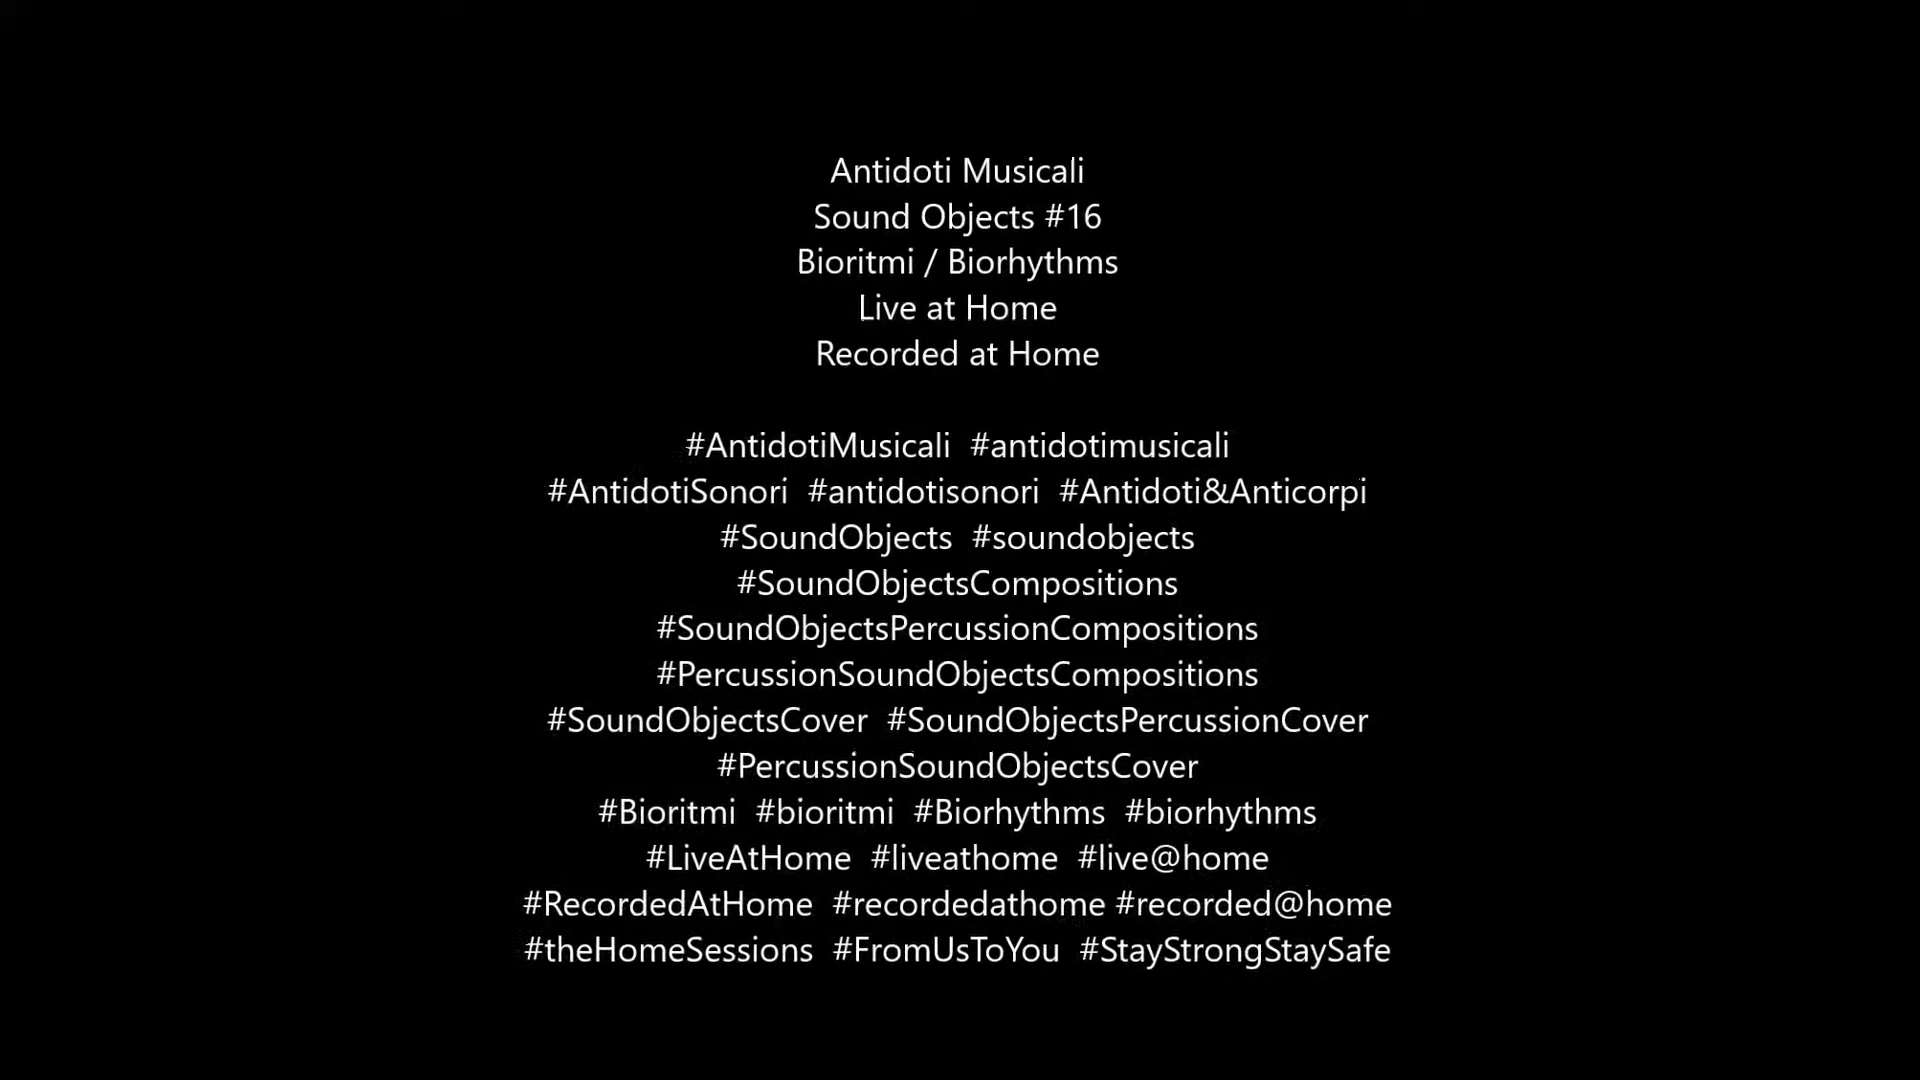 Antidoti Musicali
Sound Objects #16
Bioritmi / Biorhythms
Live at Home
Recorded at Home
#AntidotiMusicali #antidotimusicali
#AntidotiSonori #antidotisonori #Antidoti&Anticorpi
#SoundObjects #soundobjects
#SoundObjectsCompositions
#SoundObjectsPercussionCompositions
#PercussionSoundObjectsCompositions
#SoundObjectsCover #SoundObjectsPercussionCover
#PercussionSoundObjectsCover
#Bioritmi #bioritmi #Biorhythms #biorhythms
#LiveAtHome #liveathome #live@home
#RecordedAtHome #recordedathome #recorded@home
#theHomeSessions #FromUsToYou #StayStrongStaySafe